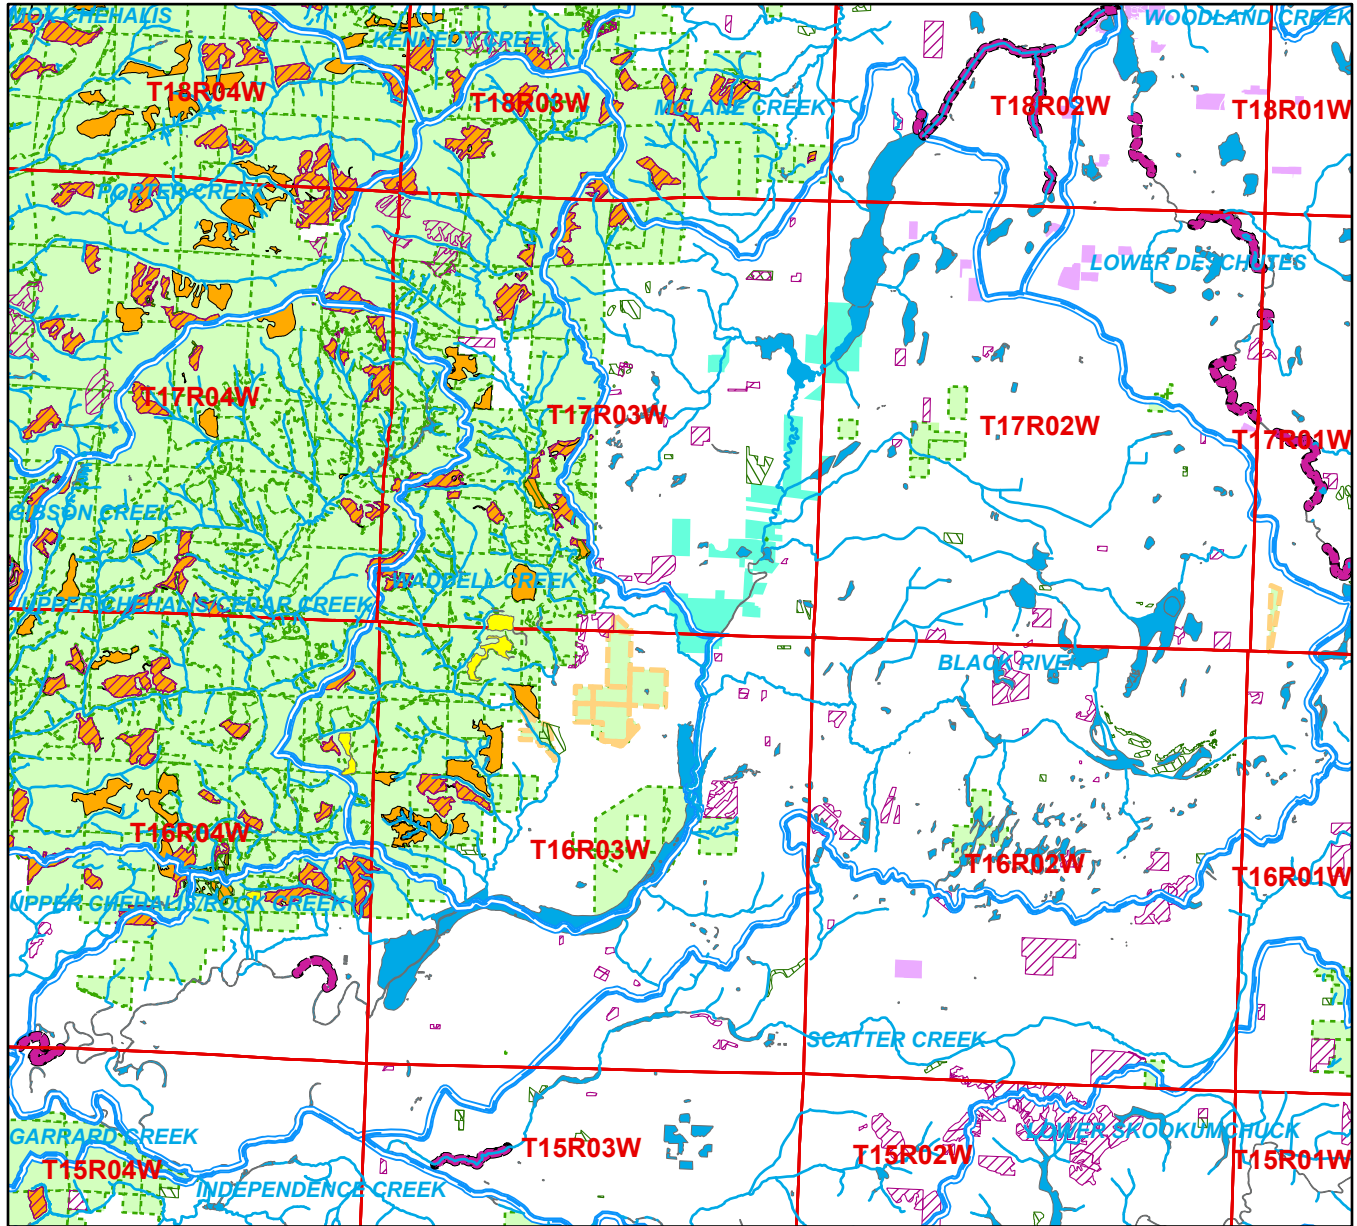 MOX CHEHALIS
WOODLAND CREEK
KENNEDY CREEK
T18R04W
T18R03W
MCLANE CREEK
T18R02W
T18R01W
PORTER CREEK
LOWER DESCHUTES
T17R04W
T17R03W
T17R02W
T17R01W
GIBSON CREEK
WADDELL CREEK
UPPER CHEHALIS/CEDAR CREEK
BLACK RIVER
T16R04W
T16R03W
T16R02W
T16R01W
UPPER CHEHALIS/ROCK CREEK
SCATTER CREEK
GARRARD CREEK
LOWER SKOOKUMCHUCK
T15R04W
T15R03W
T15R02W
T15R01W
INDEPENDENCE CREEK